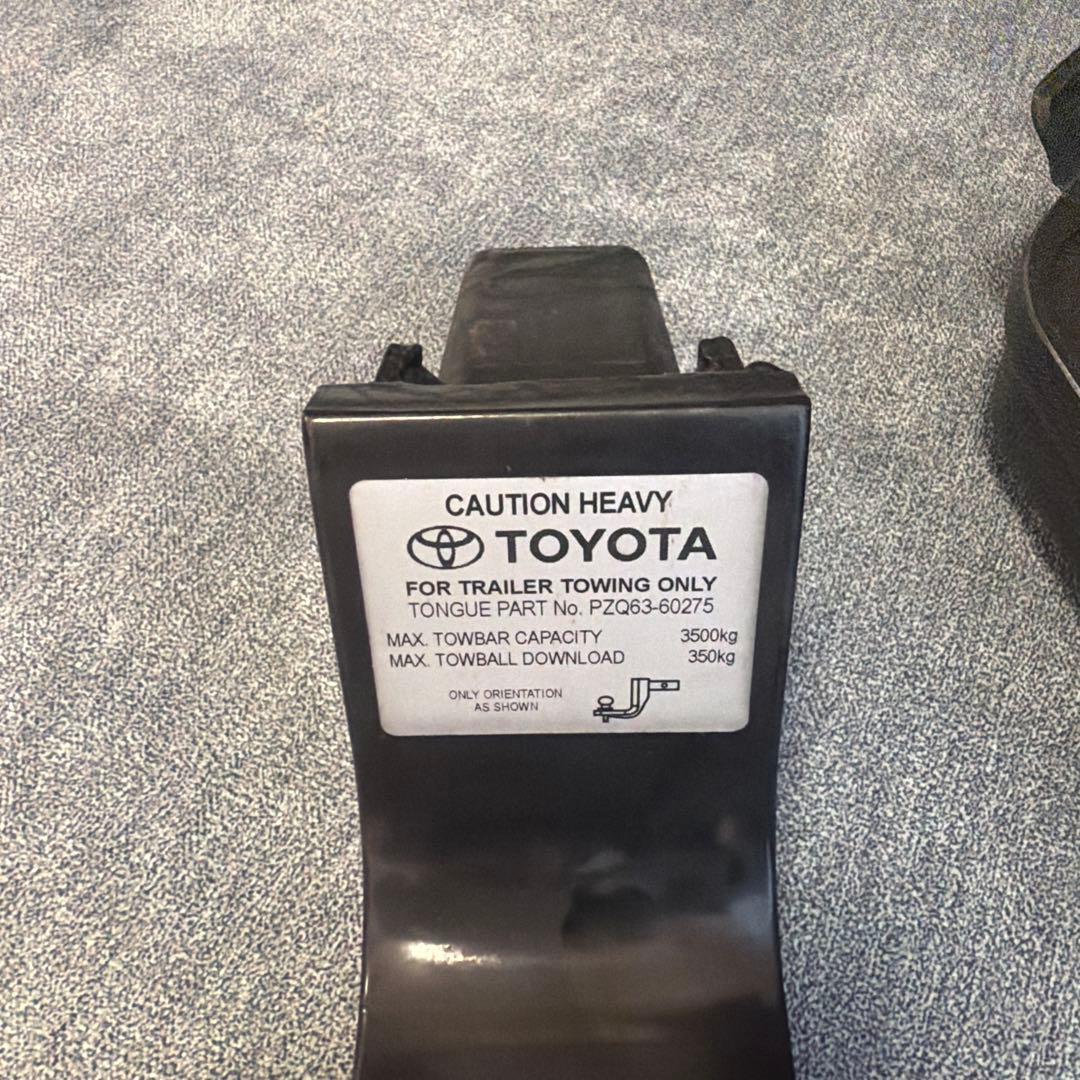 CAUTION HEAVY
TOYOTA
FOR TRAILER TOWING ONLY
TONGUE PART No. PZQ63-60275
MAX. TOWBAR CAPACITY 3500kg
MAX. TOWBALL DOWNLOAD 350kg
ONLY ORIENTATION
AS SHOWN